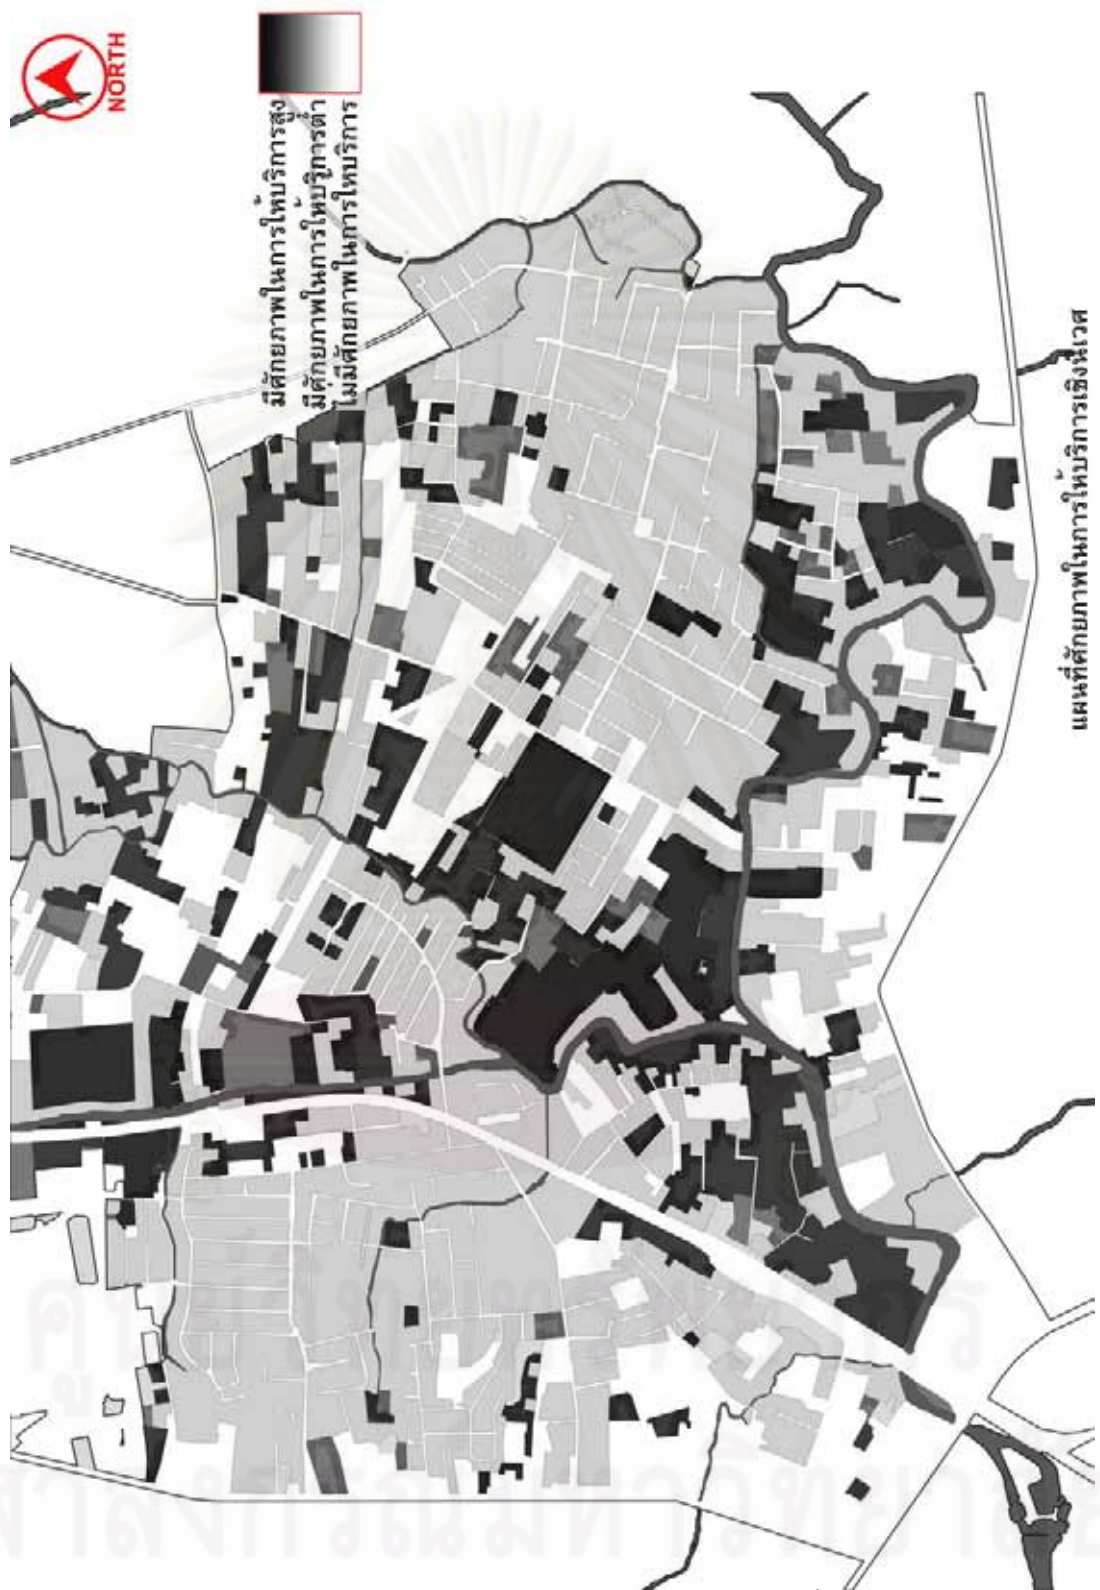 NORTH
มีศักยภาพในการให้บริการสูง
มีศักยภาพในการให้บริการต่ำ
ไม่มีศักยภาพในการให้บริการ
แผนที่ศักยภาพในการให้บริการเชิงนิเวศ